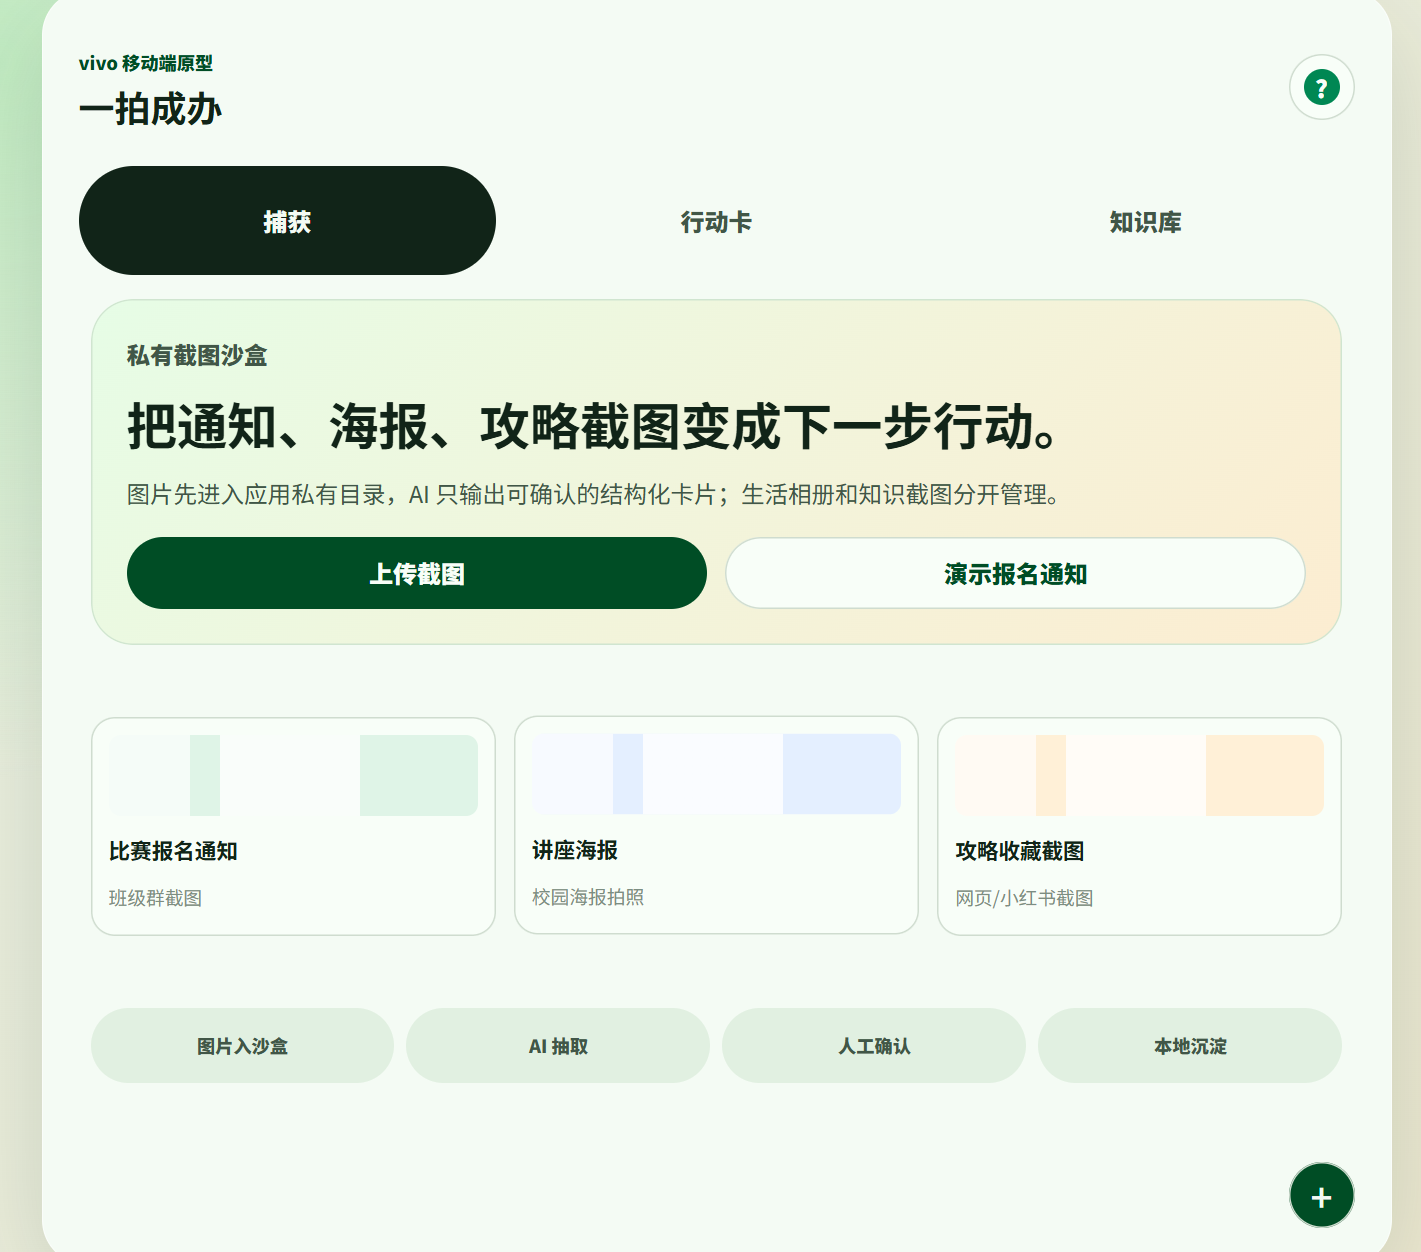 vivo 移动端原型
一拍成办
?
捕获
行动卡
知识库
私有截图沙盒
把通知、海报、攻略截图变成下一步行动。
图片先进入应用私有目录，AI 只输出可确认的结构化卡片；生活相册和知识截图分开管理。
上传截图
演示报名通知
比赛报名通知
班级群截图
讲座海报
校园海报拍照
攻略收藏截图
网页/小红书截图
图片入沙盒
AI 抽取
人工确认
本地沉淀
+